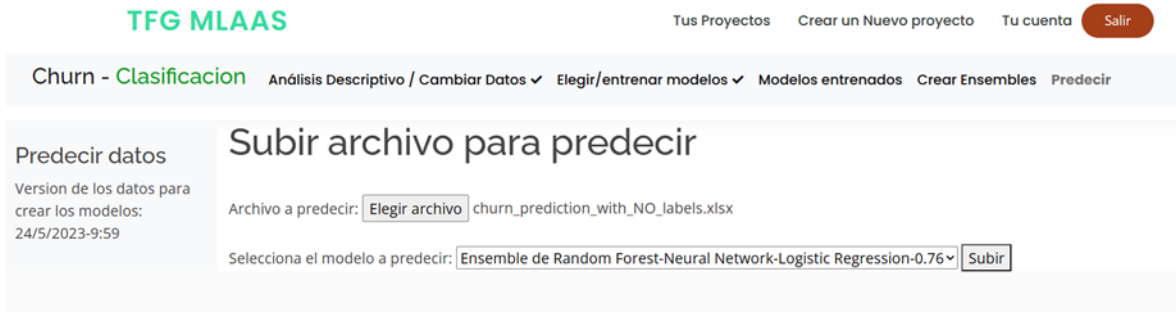 TFG MLAAS Tus Proyectos Crear un Nuevo proyecto Tu cuenta Salir
Churn - Clasificacion Análisis Descriptivo / Cambiar Datos ✔ Elegir/entrenar modelos ✔ Modelos entrenados Crear Ensembles Predecir
Predecir datos
Version de los datos para
crear los modelos:
24/5/2023-9:59
Subir archivo para predecir
Archivo a predecir: Elegir archivo churn_prediction_with_NO_labels.xlsx
Selecciona el modelo a predecir: Ensemble de Random Forest-Neural Network-Logistic Regression-0.76 Subir